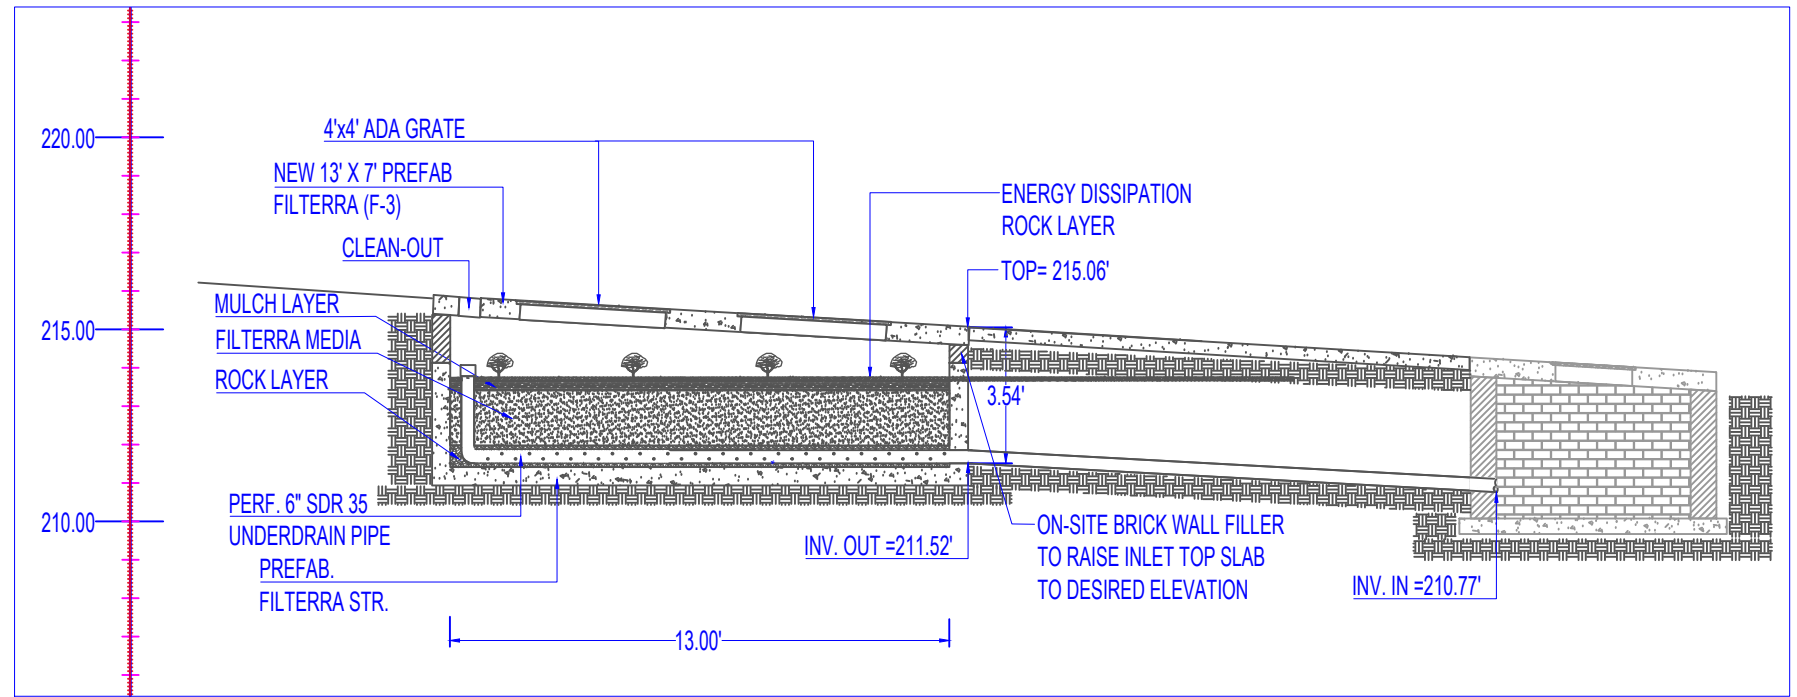 220.00
215.00
210.00
4'x4' ADA GRATE
NEW 13' X 7' PREFAB
FILTERRA (F-3)
CLEAN-OUT
MULCH LAYER
FILTERRA MEDIA
ROCK LAYER
PERF. 6" SDR 35
UNDERDRAIN PIPE
PREFAB.
FILTERRA STR.
13.00'
ENERGY DISSIPATION
ROCK LAYER
TOP= 215.06'
3.54'
INV. OUT =211.52'
ON-SITE BRICK WALL FILLER
TO RAISE INLET TOP SLAB
TO DESIRED ELEVATION
INV. IN =210.77'